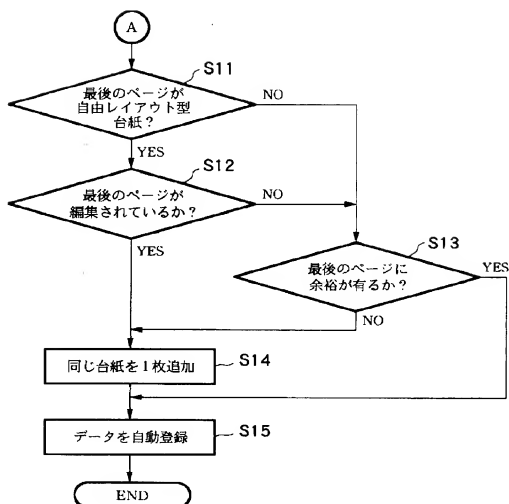 A
S11
最後のページが
自由レイアウト型
台紙？
NO
YES
S12
最後のページが
編集されているか？
NO
YES
S13
最後のページに
余裕が有るか？
YES
NO
同じ台紙を1枚追加
S14
データを自動登録
S15
END